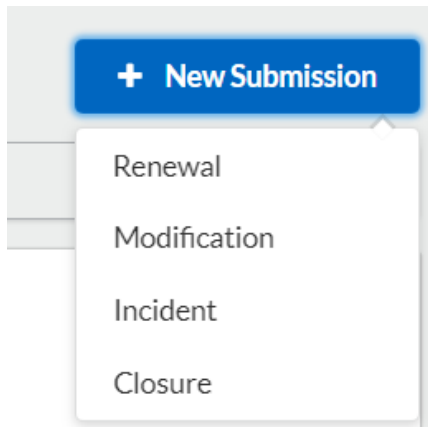 + New Submission
Renewal
Modification
Incident
Closure